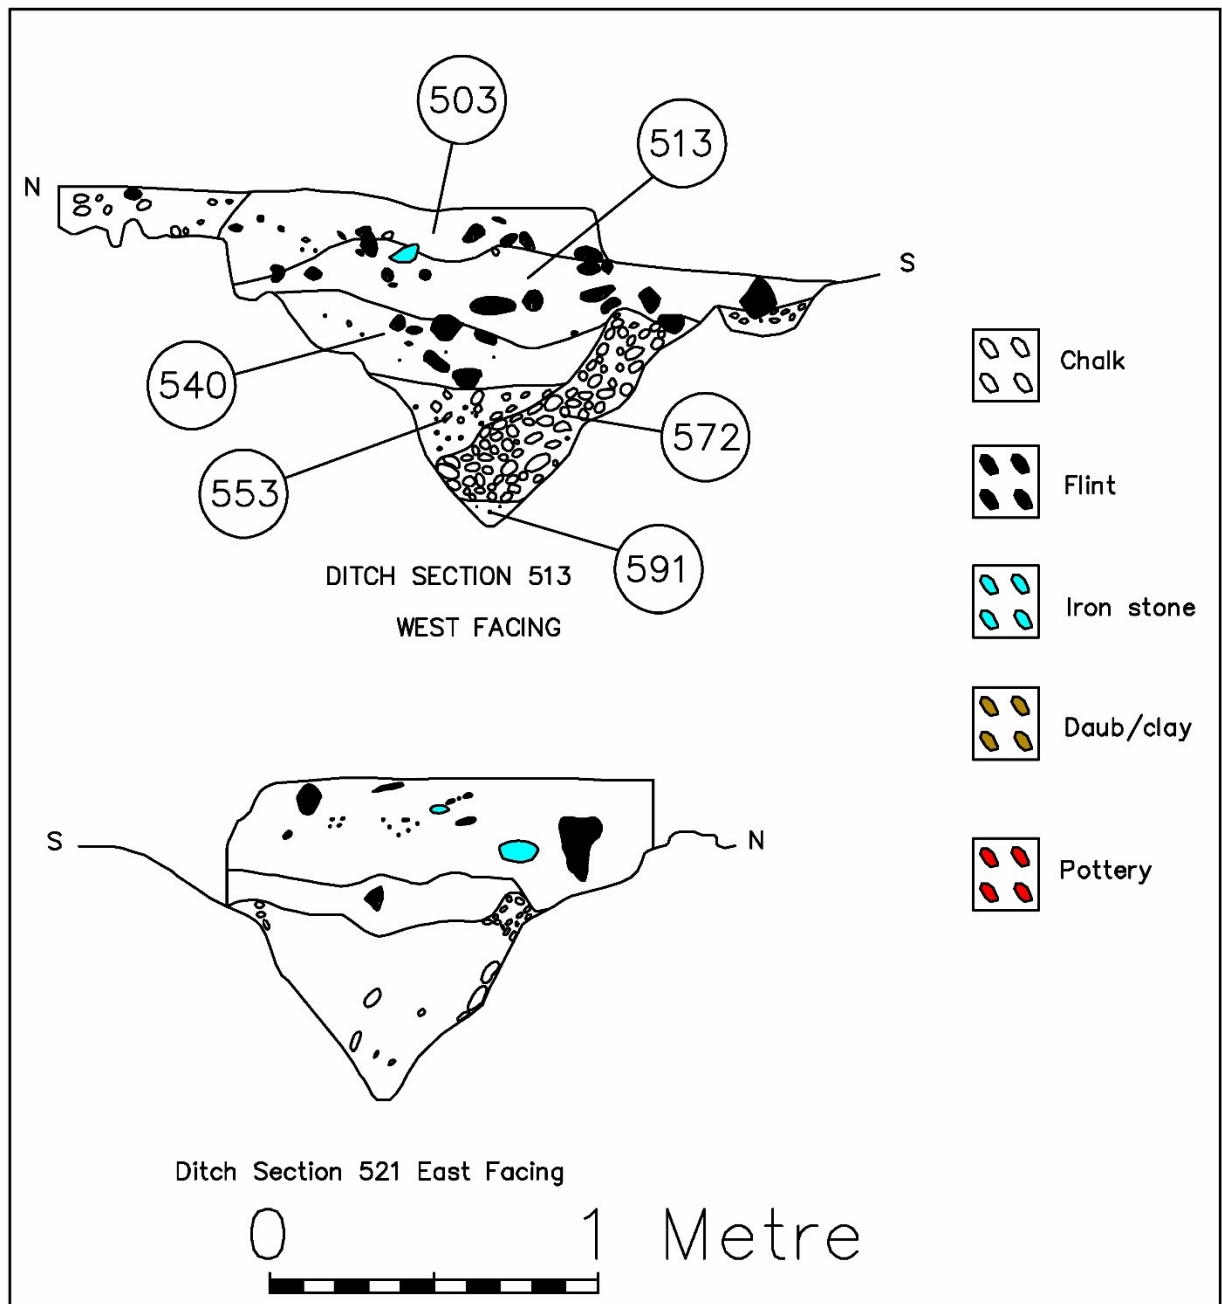 503
513
N
S
540
572
553
591
DITCH SECTION 513
WEST FACING
Chalk
Flint
Iron stone
Daub/clay
Pottery
S
N
Ditch Section 521 East Facing
0 1 Metre